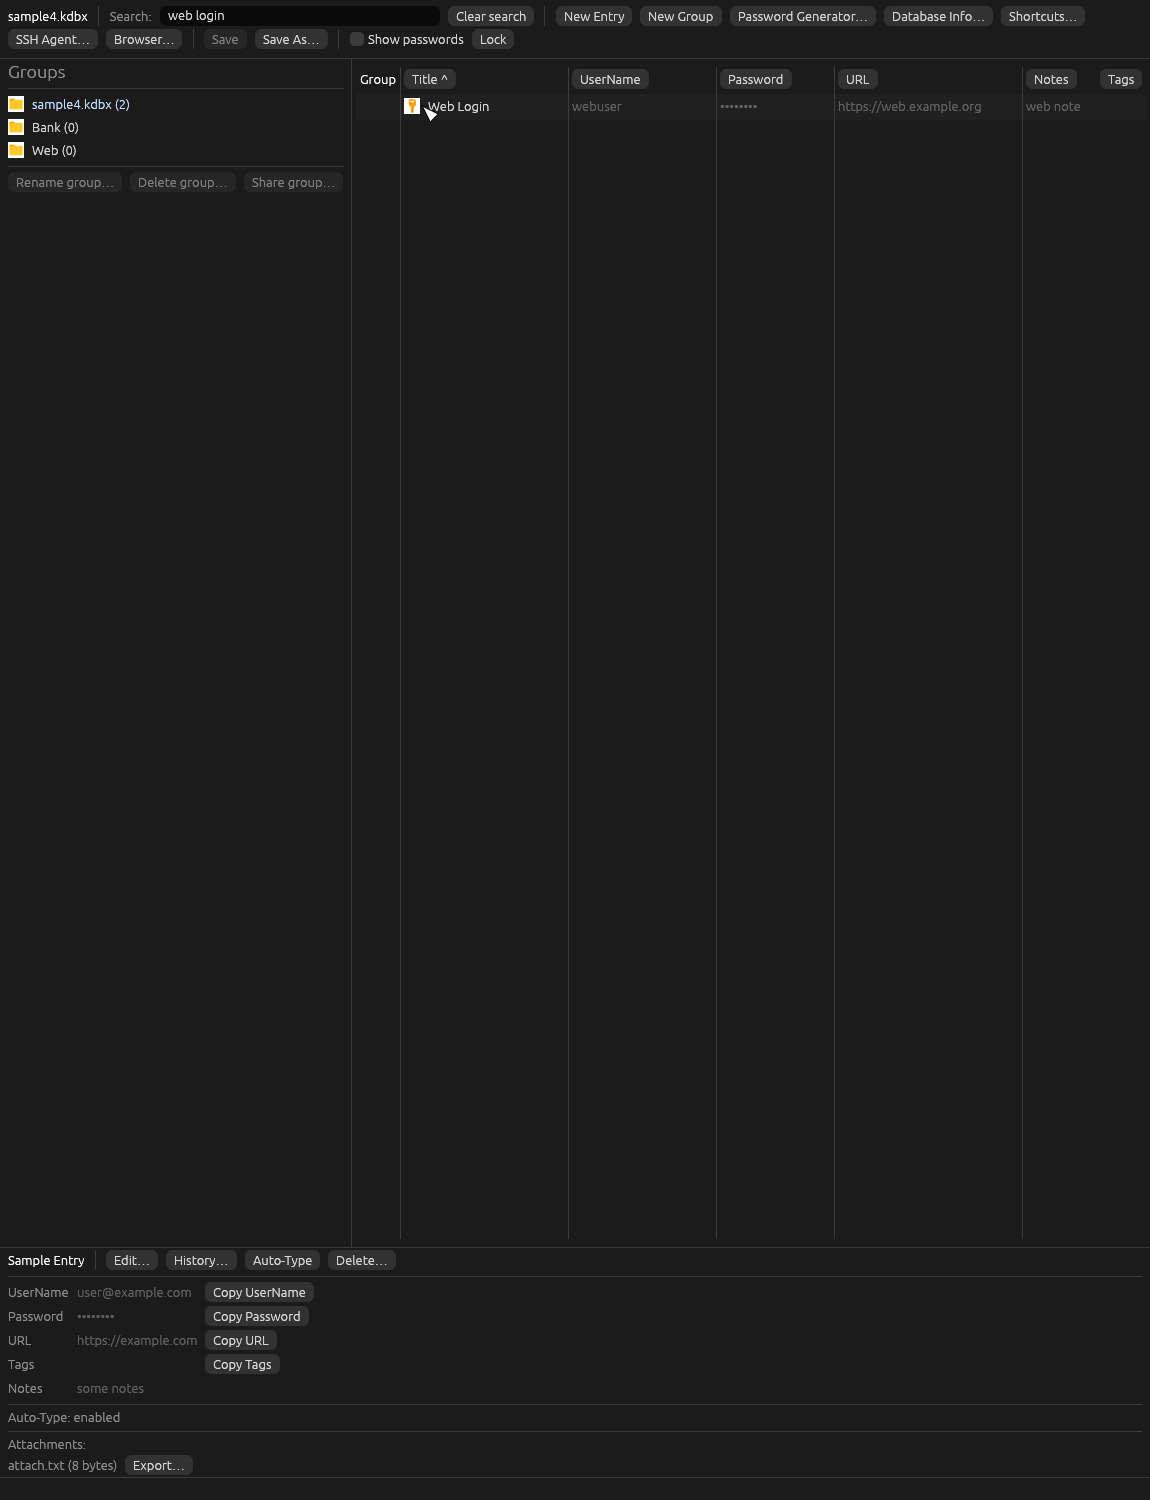 sample4.kdbx Search: web login Clear search New Entry New Group Password Generator... Database Info... Shortcuts...
SSH Agent... Browser... Save Save As... Show passwords Lock
Groups
sample4.kdbx (2)
Bank (0)
Web (0)
Rename group... Delete group... Share group...
Group Title ^ UserName Password URL Notes Tags
Web Login webuser •••••••• https://web.example.org web note
Sample Entry Edit... History... Auto-Type Delete...
UserName user@example.com Copy UserName
Password •••••••• Copy Password
URL https://example.com Copy URL
Tags Copy Tags
Notes some notes
Auto-Type: enabled
Attachments:
attach.txt (8 bytes) Export...